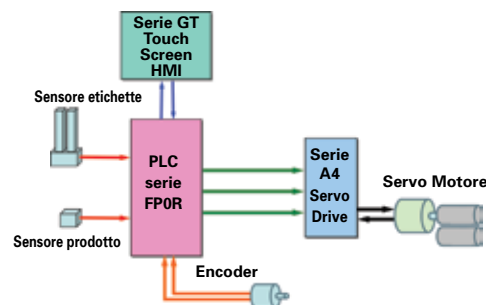 Serie GT
Touch
Screen
HMI
Sensore etichette
PLC
serie
FP0R
Serie
A4
Servo
Drive
Servo Motore
Sensore prodotto
Encoder